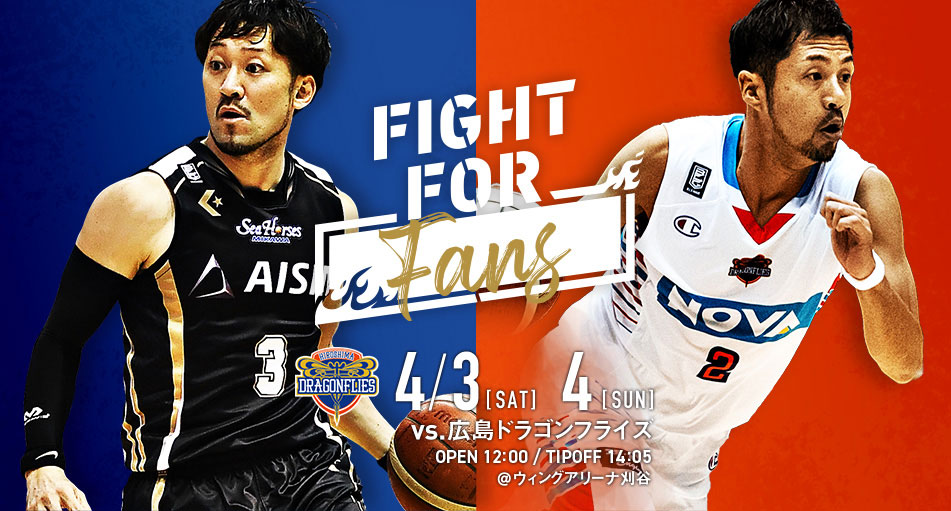 FIGHT
FOR
Fans
SeaHorses
MIKAWA
AISIN
3
DRAGONFLIES
NOVA
2
HIROSHIMA
DRAGONFLIES
4/3[SAT] 4[SUN]
vs.広島ドラゴンフライズ
OPEN 12:00 / TIPOFF 14:05
@ウィングアリーナ刈谷